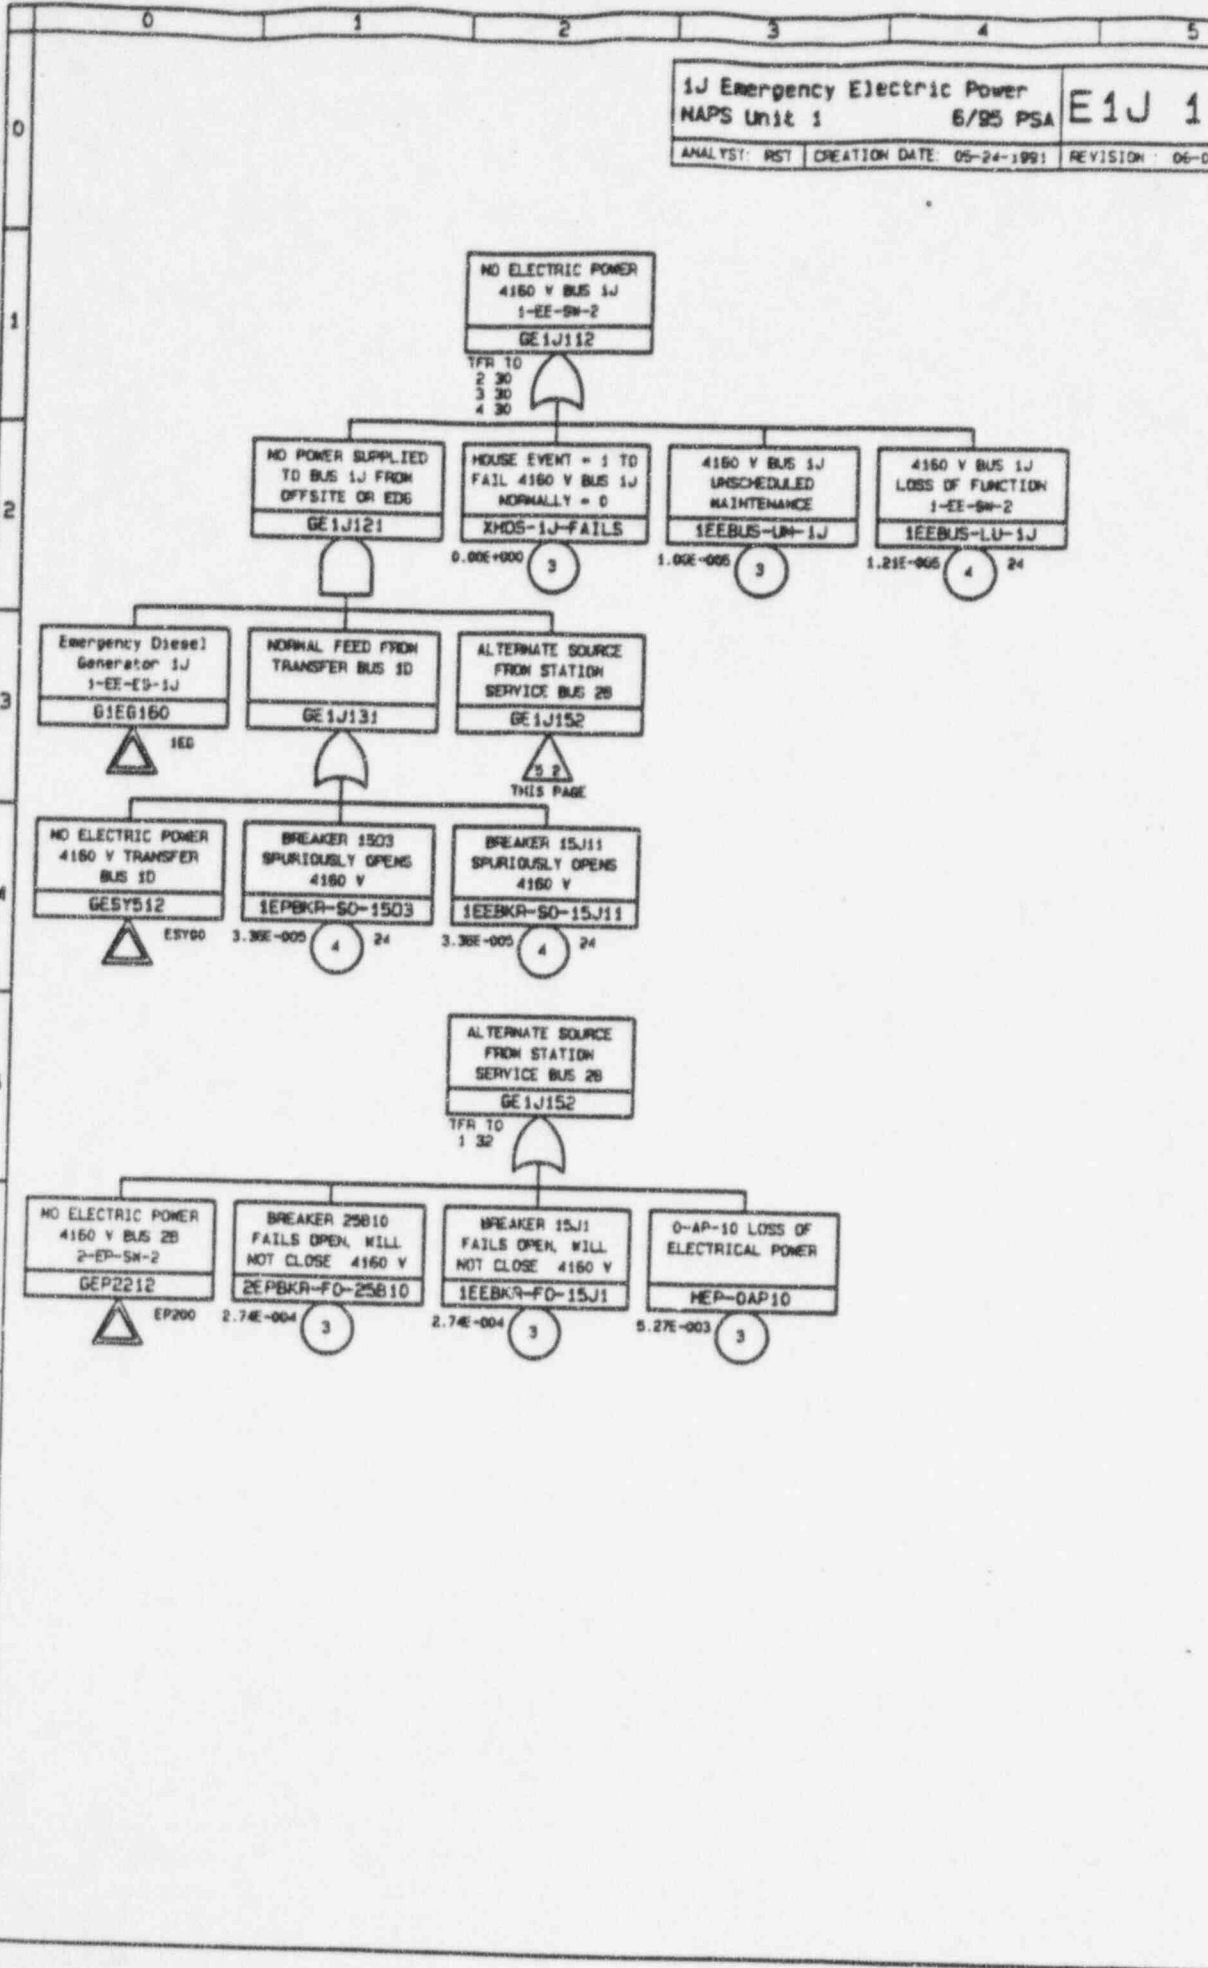 0 1 2 3 4 5
1J Emergency Electric Power
NAPS Unit 1 6/95 PSA
E1J 1
ANALYST: RST CREATION DATE: 05-24-1991 REVISION : 06-0
0
1
2
3
4
NO ELECTRIC POWER
4160 V BUS 1J
1-EE-SW-2
GE1J112
TFR TO
2 30
3 30
4 30
NO POWER SUPPLIED
TO BUS 1J FROM
OFFSITE OR EDG
GE1J121
HOUSE EVENT = 1 TO
FAIL 4160 V BUS 1J
NORMALLY = 0
XHOS-1J-FAILS
0.00E+000 3
4160 V BUS 1J
UNSCHEDULED
MAINTENANCE
1EEBUS-UM-1J
1.00E-005 3
4160 V BUS 1J
LOSS OF FUNCTION
1-EE-SW-2
1EEBUS-LU-1J
1.21E-005 4 24
Emergency Diesel
Generator 1J
1-EE-EG-1J
G1EG160
1EG
NORMAL FEED FROM
TRANSFER BUS 1D
GE1J131
ALTERNATE SOURCE
FROM STATION
SERVICE BUS 2B
GE1J152
5 2
THIS PAGE
NO ELECTRIC POWER
4160 V TRANSFER
BUS 1D
GESY512
ESY00
BREAKER 15D3
SPURIOUSLY OPENS
4160 V
1EPBKR-SO-15D3
3.36E-005 4 24
BREAKER 15J11
SPURIOUSLY OPENS
4160 V
1EEBKR-SO-15J11
3.36E-005 4 24
ALTERNATE SOURCE
FROM STATION
SERVICE BUS 2B
GE1J152
TFR TO
1 32
NO ELECTRIC POWER
4160 V BUS 2B
2-EP-SW-2
GEP2212
EP200
BREAKER 25B10
FAILS OPEN, WILL
NOT CLOSE 4160 V
2EPBKR-FO-25B10
2.74E-004 3
BREAKER 15J1
FAILS OPEN, WILL
NOT CLOSE 4160 V
1EEBKR-FO-15J1
2.74E-004 3
0-AP-10 LOSS OF
ELECTRICAL POWER
HEP-0AP10
5.27E-003 3